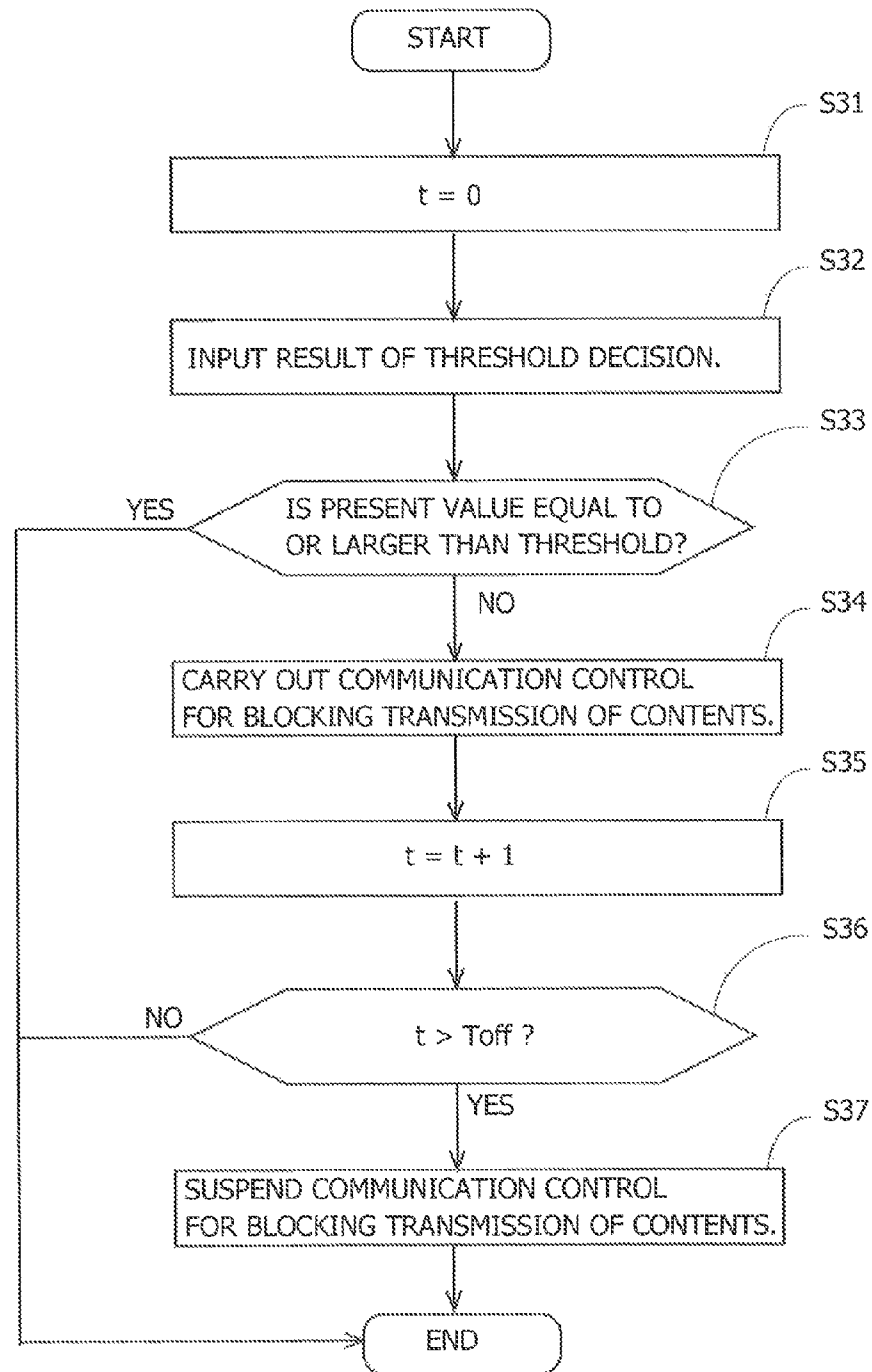 START
S31
t = 0
S32
INPUT RESULT OF THRESHOLD DECISION.
S33
YES
IS PRESENT VALUE EQUAL TO
OR LARGER THAN THRESHOLD?
NO
S34
CARRY OUT COMMUNICATION CONTROL
FOR BLOCKING TRANSMISSION OF CONTENTS.
S35
t = t + 1
S36
NO
t > Toff ?
YES
S37
SUSPEND COMMUNICATION CONTROL
FOR BLOCKING TRANSMISSION OF CONTENTS.
END